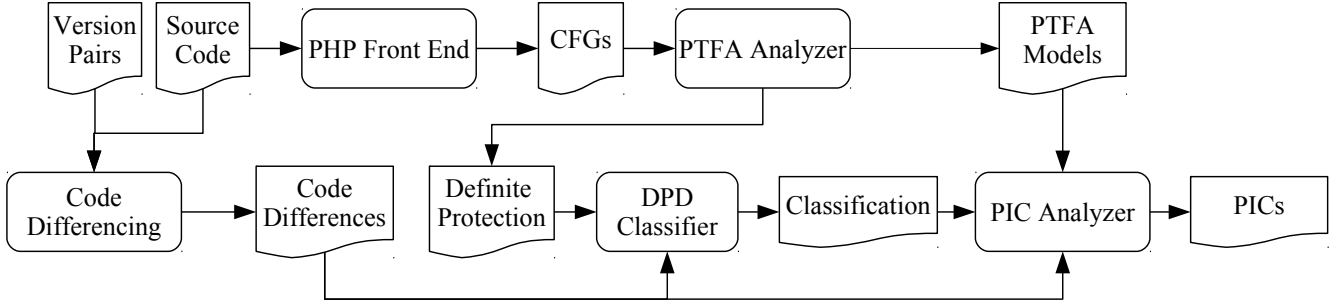 Version
Pairs
Source
Code
PHP Front End
CFGs
PTFA Analyzer
PTFA
Models
Code
Differencing
Code
Differences
Definite
Protection
DPD
Classifier
Classification
PIC Analyzer
PICs